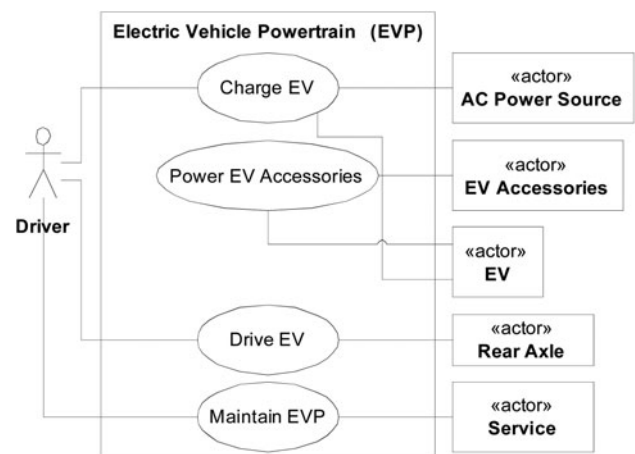 Electric Vehicle Powertrain (EVP)
Charge EV
«actor»
AC Power Source
Power EV Accessories
«actor»
EV Accessories
Driver
«actor»
EV
Drive EV
«actor»
Rear Axle
Maintain EVP
«actor»
Service